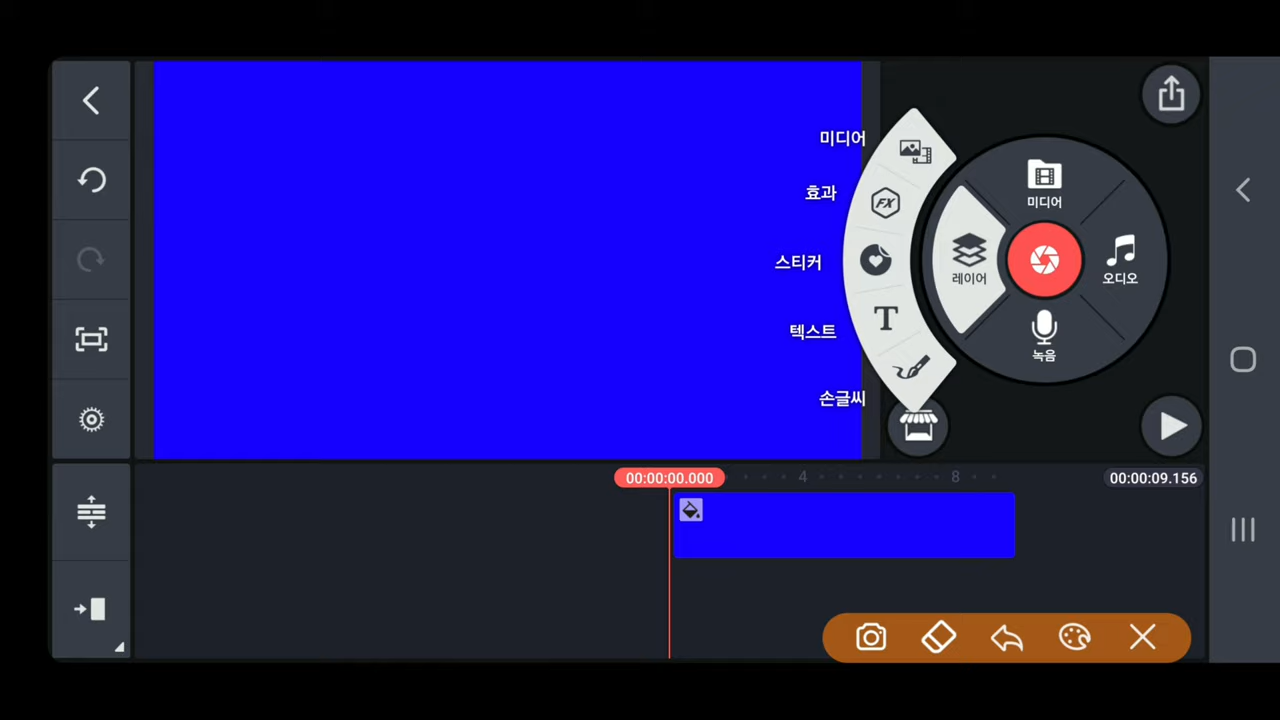 미디어
효과
스티커
텍스트
손글씨
FX
T
미디어
레이어
오디오
녹음
00:00:00.000
4
8
00:00:09.156